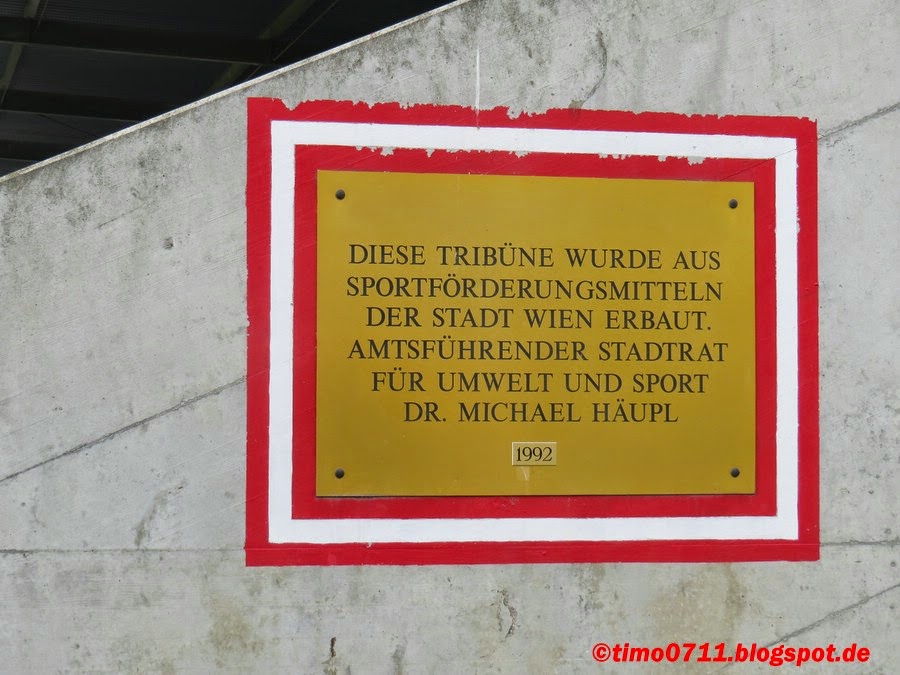 DIESE TRIBÜNE WURDE AUS
SPORTFÖRDERUNGSMITTELN
DER STADT WIEN ERBAUT.
AMTSFÜHRENDER STADTRAT
FÜR UMWELT UND SPORT
DR. MICHAEL HÄUPL
1992
©timo0711.blogspot.de